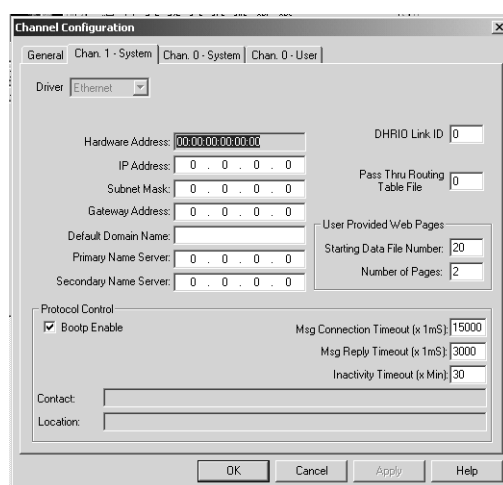 Channel Configuration
General Chan. 1 - System Chan. 0 - System Chan. 0 - User
Driver Ethernet
Hardware Address: 00:00:00:00:00:00
DHRIO Link ID 0
IP Address: 0 . 0 . 0 . 0
Subnet Mask: 0 . 0 . 0 . 0
Pass Thru Routing
Table File 0
Gateway Address: 0 . 0 . 0 . 0
Default Domain Name:
Primary Name Server: 0 . 0 . 0 . 0
Secondary Name Server: 0 . 0 . 0 . 0
User Provided Web Pages
Starting Data File Number: 20
Number of Pages: 2
Protocol Control
Bootp Enable
Msg Connection Timeout (x 1mS): 15000
Msg Reply Timeout (x 1mS): 3000
Inactivity Timeout (x Min): 30
Contact:
Location:
OK Cancel Apply Help